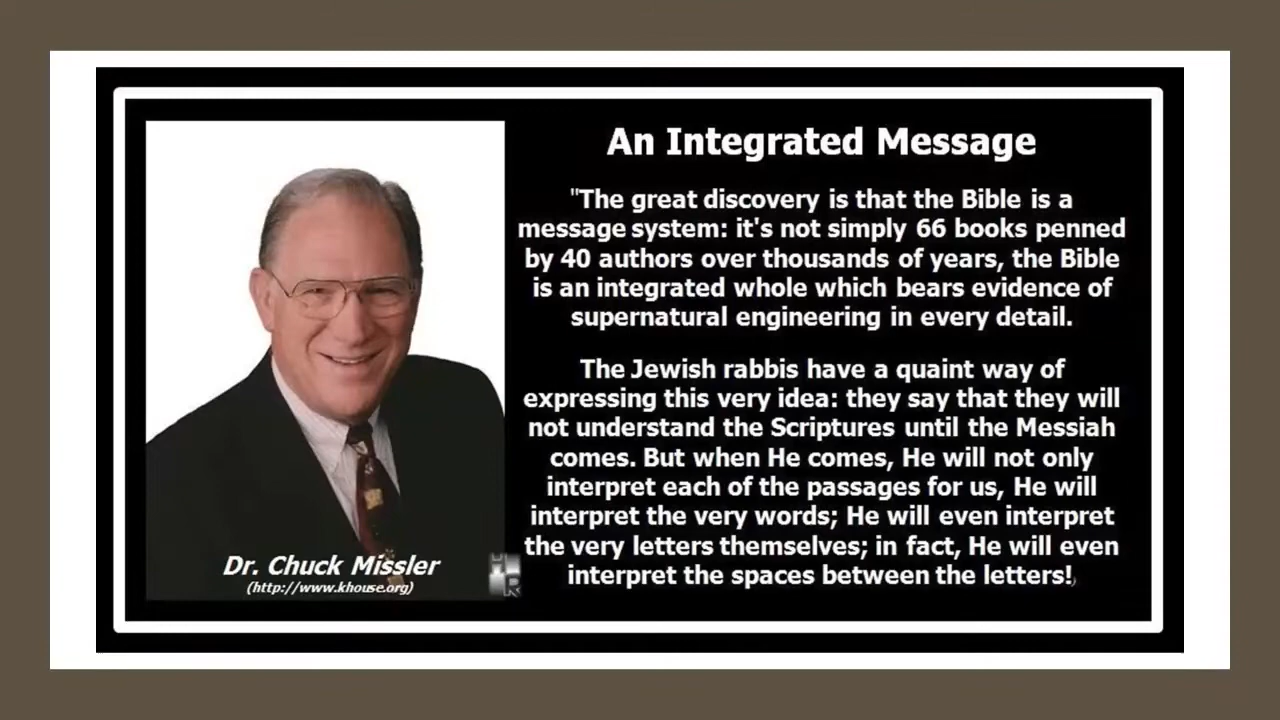 An Integrated Message
"The great discovery is that the Bible is a
message system: it's not simply 66 books penned
by 40 authors over thousands of years, the Bible
is an integrated whole which bears evidence of
supernatural engineering in every detail.
The Jewish rabbis have a quaint way of
expressing this very idea: they say that they will
not understand the Scriptures until the Messiah
comes. But when He comes, He will not only
interpret each of the passages for us, He will
interpret the very words; He will even interpret
the very letters themselves; in fact, He will even
interpret the spaces between the letters!
Dr. Chuck Missler
(http://www.khouse.org)